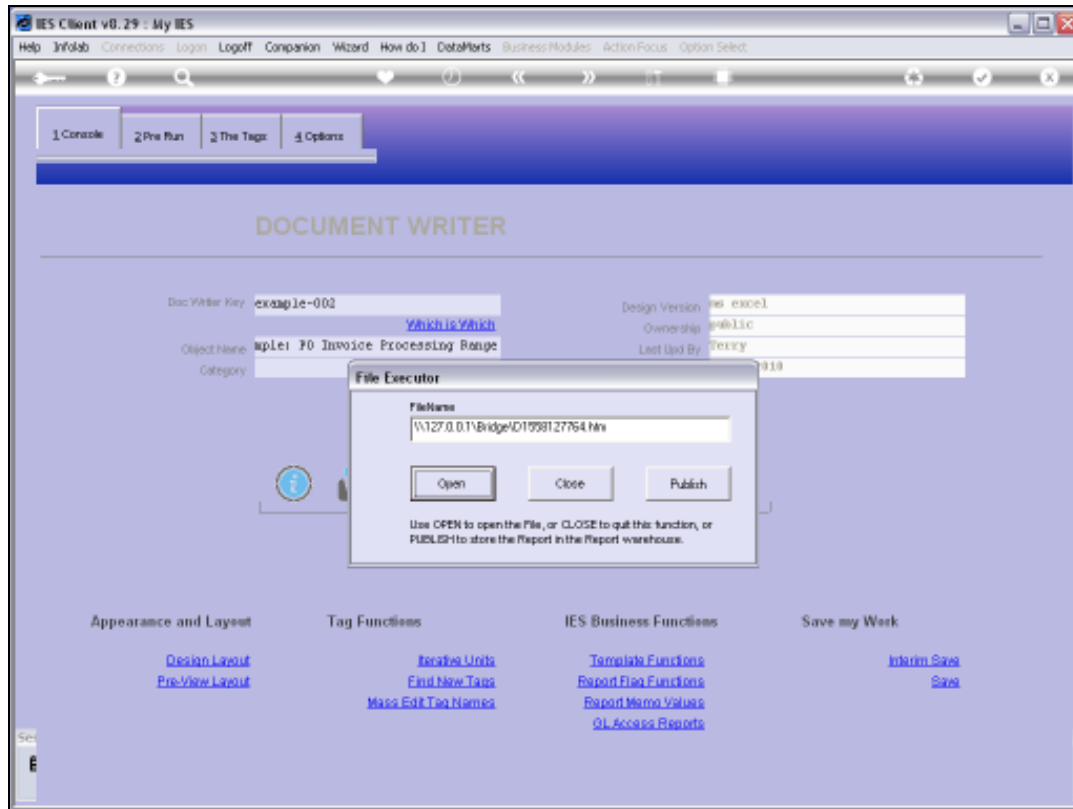 IES Client v8.29 : My IES
Help Infolab Connections Logon Logoff Companion Wizard How do I DataMarts Business Modules Action Focus Option Select
1 Console 2 Pre Run 3 The Tags 4 Options
DOCUMENT WRITER
Doc Writer Key example-002 Design Version ms excel
Which is Which Ownership public
Object Name mple: PO Invoice Processing Range Last Upd By Terry
Category
File Executor
FileName
\\127.0.0.1\Bridge\D1558127764.htm
Open Close Publish
Use OPEN to open the File, or CLOSE to quit this function, or
PUBLISH to store the Report in the Report warehouse.
Appearance and Layout Tag Functions IES Business Functions Save my Work
Design Layout Iterative Units Template Functions Interim Save
Pre-View Layout Find New Tags Report Flag Functions Save
Mass Edit Tag Names Report Memo Values
GL Access Reports